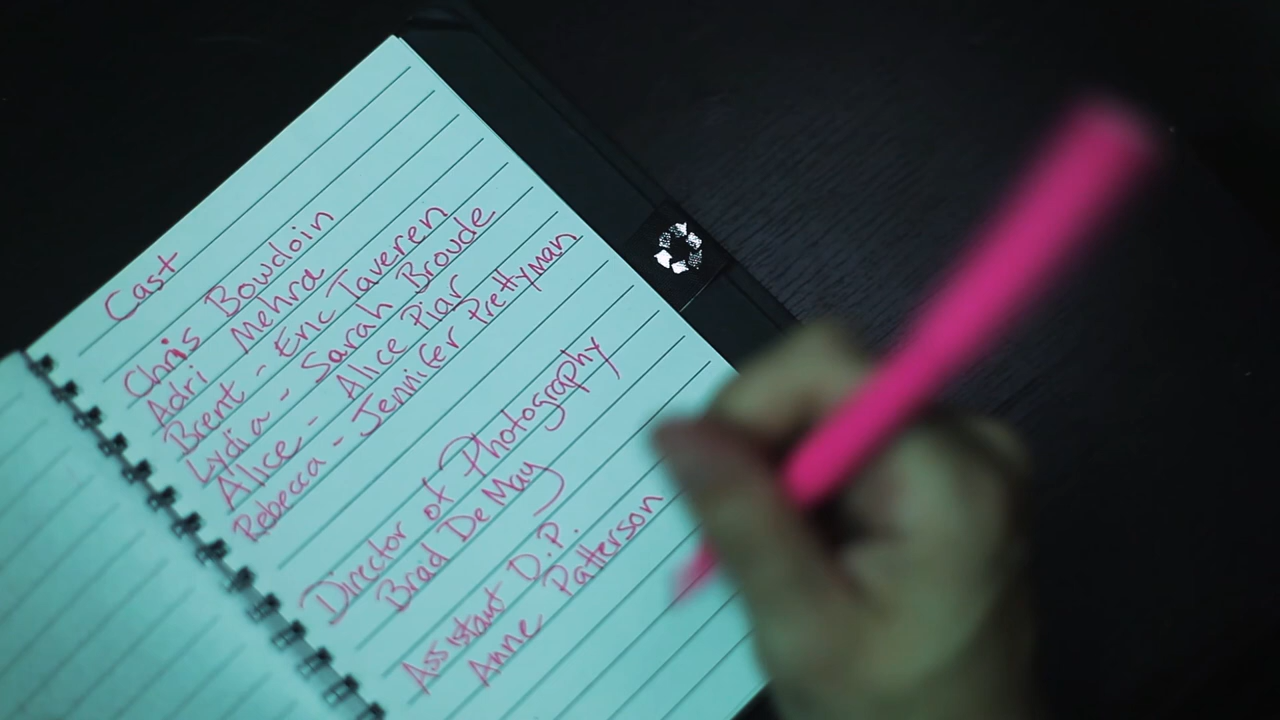 Cast
Chris Bowdoin
Adri Mehra
Brent - Eric Taveren
Lydia - Sarah Broude
Alice - Alice Piar
Rebecca - Jennifer Prettyman
Director of Photography
Braid De May
Assistant D.P.
Anne Patterson